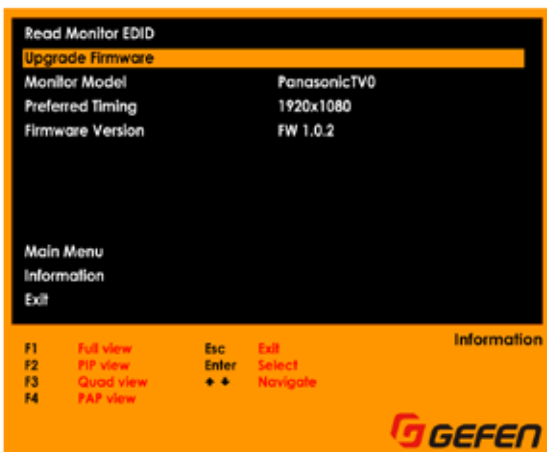 Read Monitor EDID
Upgrade Firmware
Monitor Model PanasonicTV0
Preferred Timing 1920x1080
Firmware Version FW 1.0.2
Main Menu
Information
Exit
Information
F1 Full view Esc Exit
F2 PIP view Enter Select
F3 Quad view Navigate
F4 PAP view
GEFEN